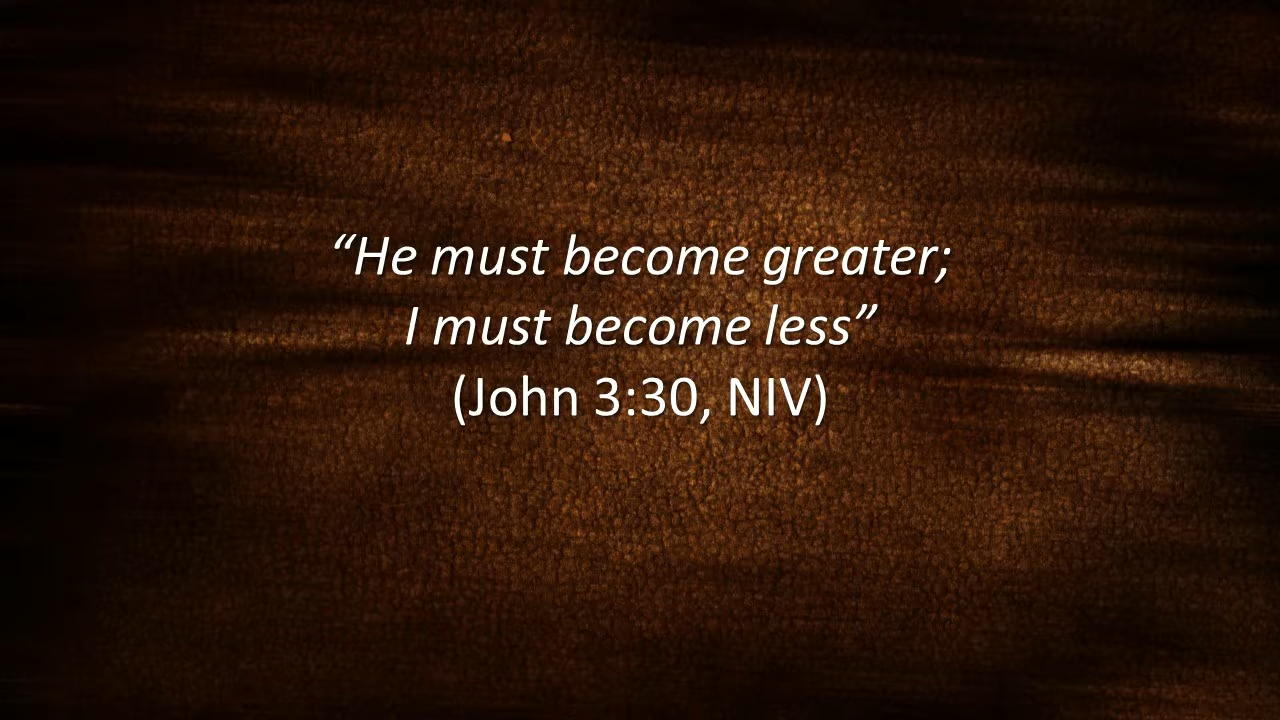 “He must become greater;
I must become less”
(John 3:30, NIV)